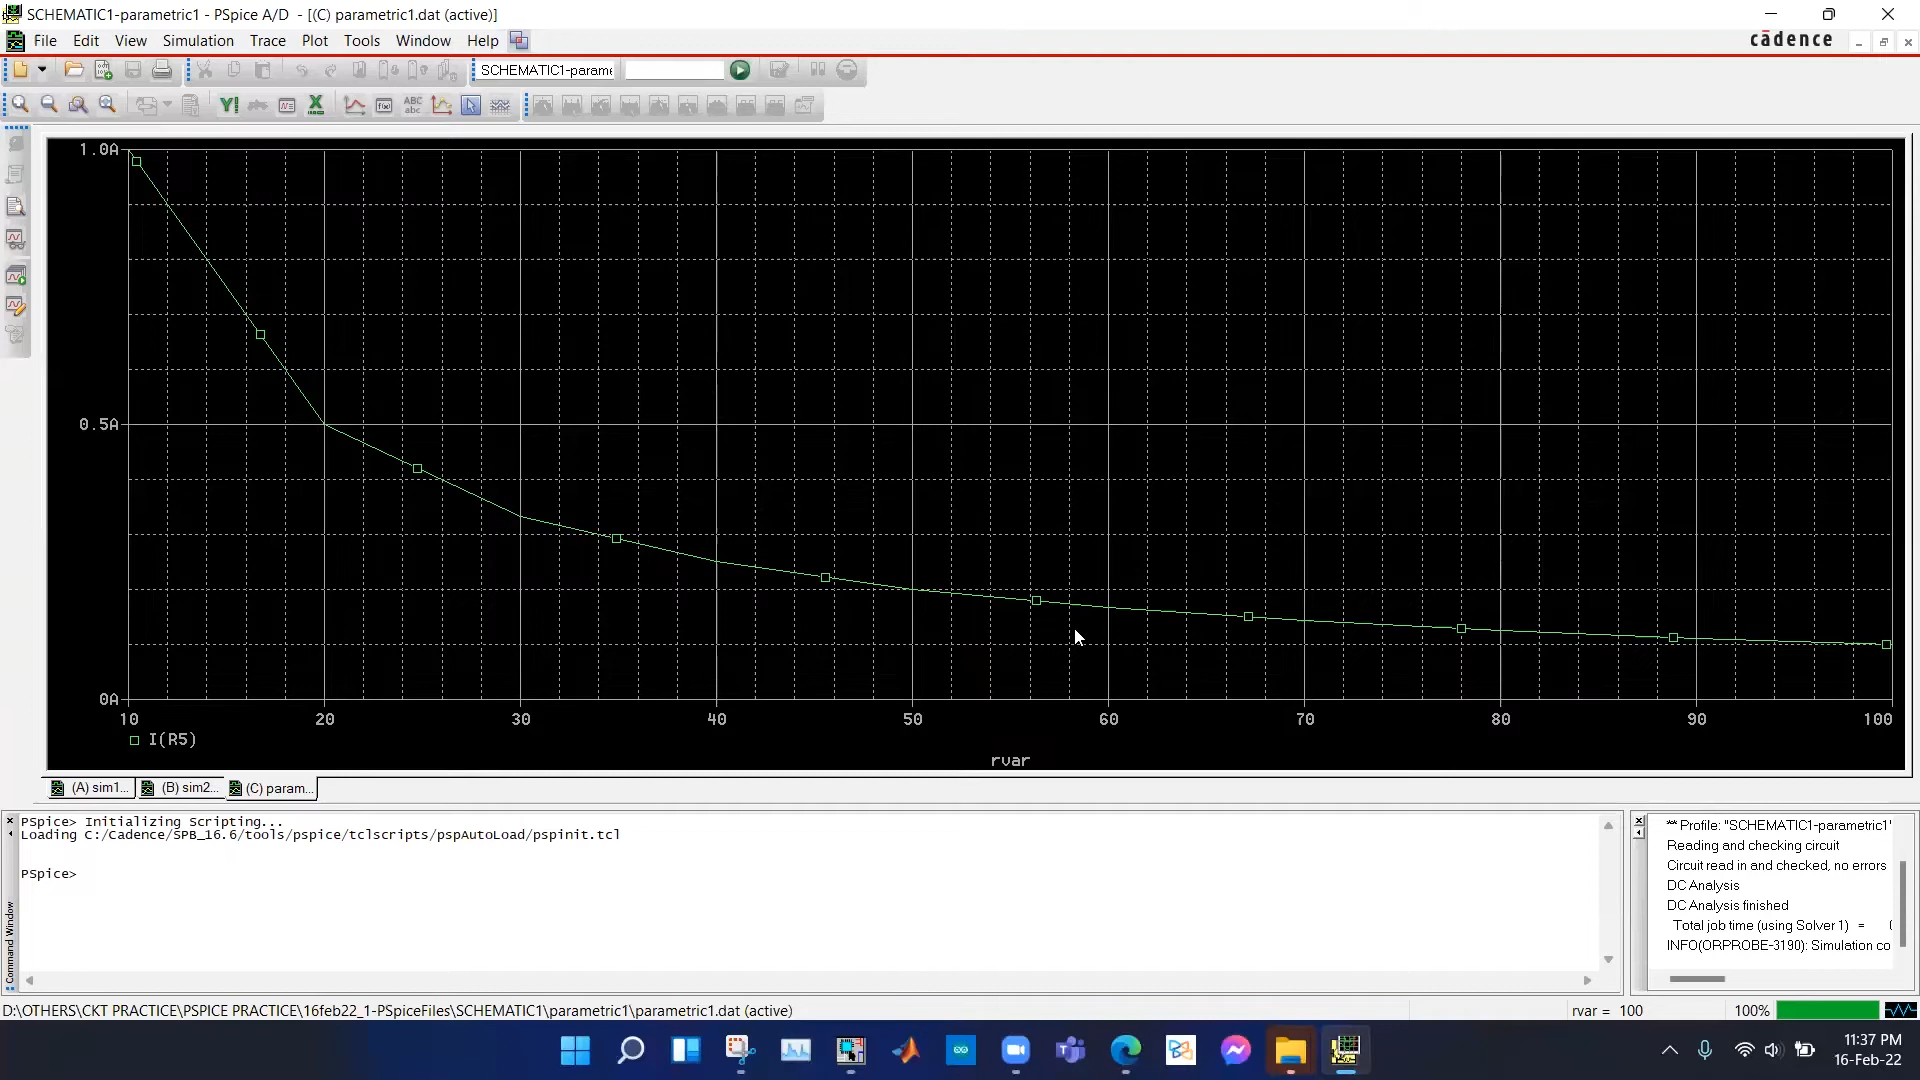 SCHEMATIC1-parametric1 - PSpice A/D - [(C) parametric1.dat (active)]
File Edit View Simulation Trace Plot Tools Window Help
cādence
SCHEMATIC1-parame
ABC
abc
1.0A
0.5A
0A
10 20 30 40 50 60 70 80 90 100
I(R5)
rvar
(A) sim1... (B) sim2... (C) param...
PSpice> Initializing Scripting...
Loading C:/Cadence/SPB_16.6/tools/pspice/tclscripts/pspAutoLoad/pspinit.tcl
PSpice>
Command Window
** Profile: "SCHEMATIC1-parametric1"
Reading and checking circuit
Circuit read in and checked, no errors
DC Analysis
DC Analysis finished
Total job time (using Solver 1) =
INFO(ORPROBE-3190): Simulation co
D:\OTHERS\CKT PRACTICE\PSPICE PRACTICE\16feb22_1-PSpiceFiles\SCHEMATIC1\parametric1\parametric1.dat (active)
rvar = 100
100%
11:37 PM
16-Feb-22